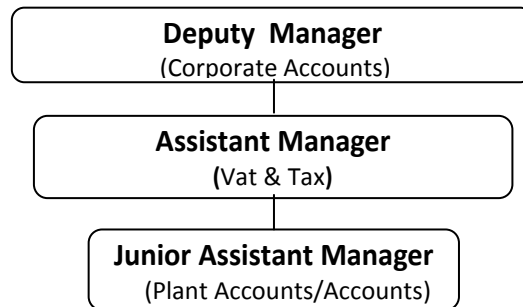 Deputy Manager
(Corporate Accounts)
Assistant Manager
(Vat & Tax)
Junior Assistant Manager
(Plant Accounts/Accounts)